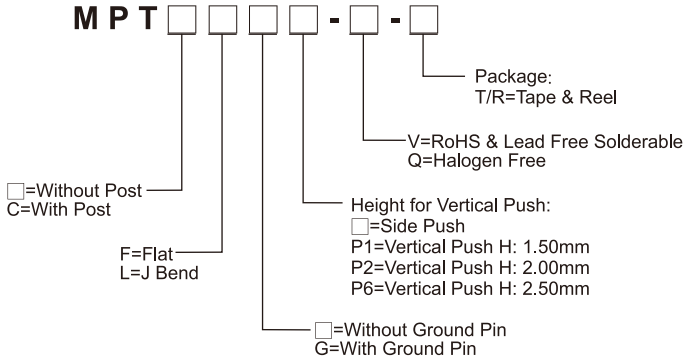 MPT□□□□-□-□
Package:
T/R=Tape & Reel
V=RoHS & Lead Free Solderable
Q=Halogen Free
□=Without Post
C=With Post
Height for Vertical Push:
□=Side Push
P1=Vertical Push H: 1.50mm
P2=Vertical Push H: 2.00mm
P6=Vertical Push H: 2.50mm
F=Flat
L=J Bend
□=Without Ground Pin
G=With Ground Pin